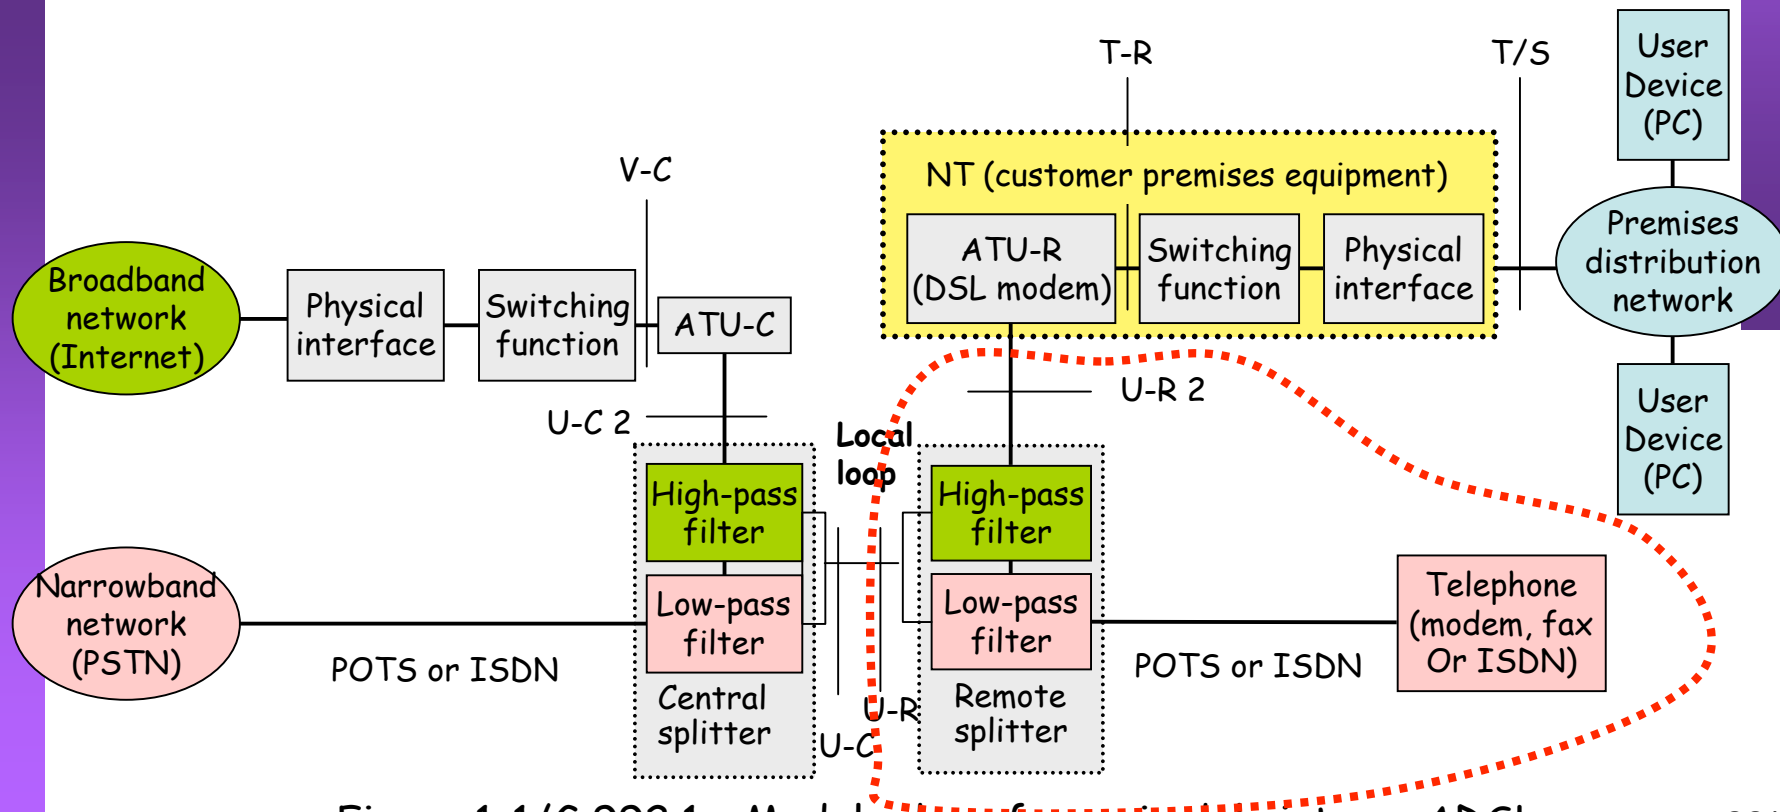 T-R
T/S
User
Device
(PC)
V-C
NT (customer premises equipment)
Broadband
network
(Internet)
Physical
interface
Switching
function
ATU-C
ATU-R
(DSL modem)
Switching
function
Physical
interface
Premises
distribution
network
U-C 2
U-R 2
User
Device
(PC)
Local
loop
High-pass
filter
High-pass
filter
Narrowband
network
(PSTN)
POTS or ISDN
Low-pass
filter
Low-pass
filter
POTS or ISDN
Telephone
(modem, fax
Or ISDN)
Central
splitter
U-R
U-C
Remote
splitter